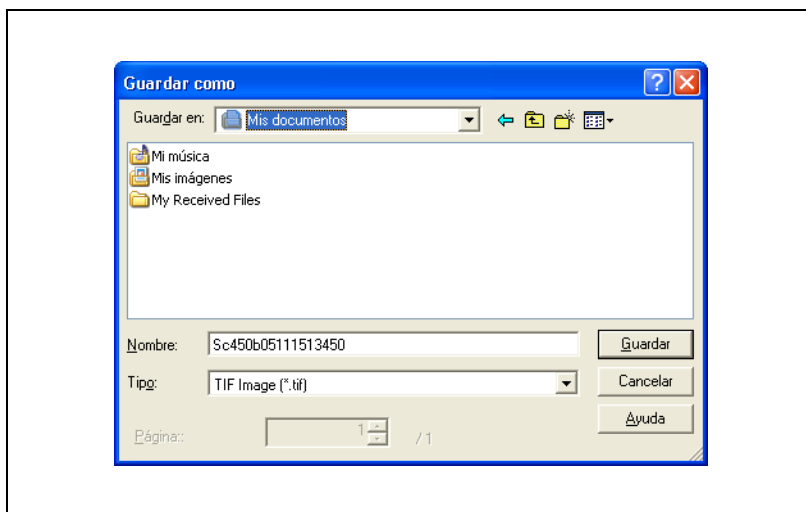 Guardar como
Guardar en: Mis documentos
Mi música
Mis imágenes
My Received Files
Nombre: Sc450b05111513450 Guardar
Tipo: TIF Image (*.tif) Cancelar
Página:: 1 / 1 Ayuda